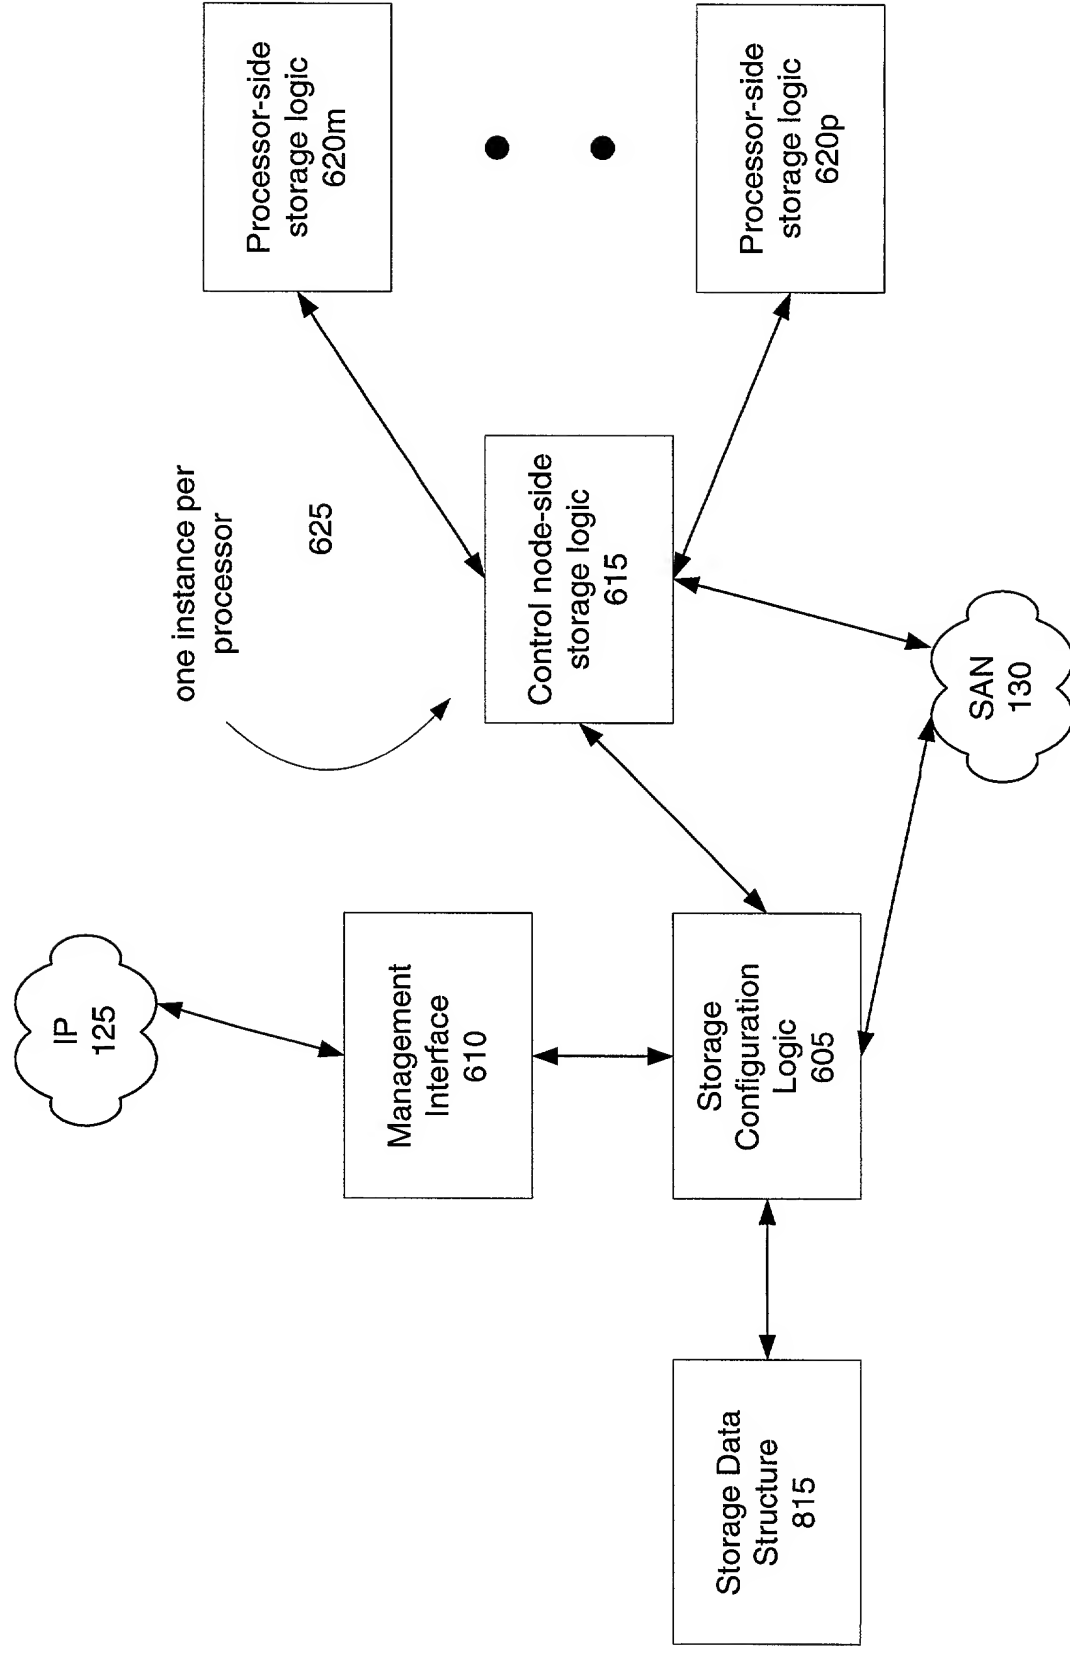 IP
125
Management
Interface
610
Storage Data
Structure
815
Storage
Configuration
Logic
605
one instance per
processor
625
Control node-side
storage logic
615
SAN
130
Processor-side
storage logic
620m
Processor-side
storage logic
620p